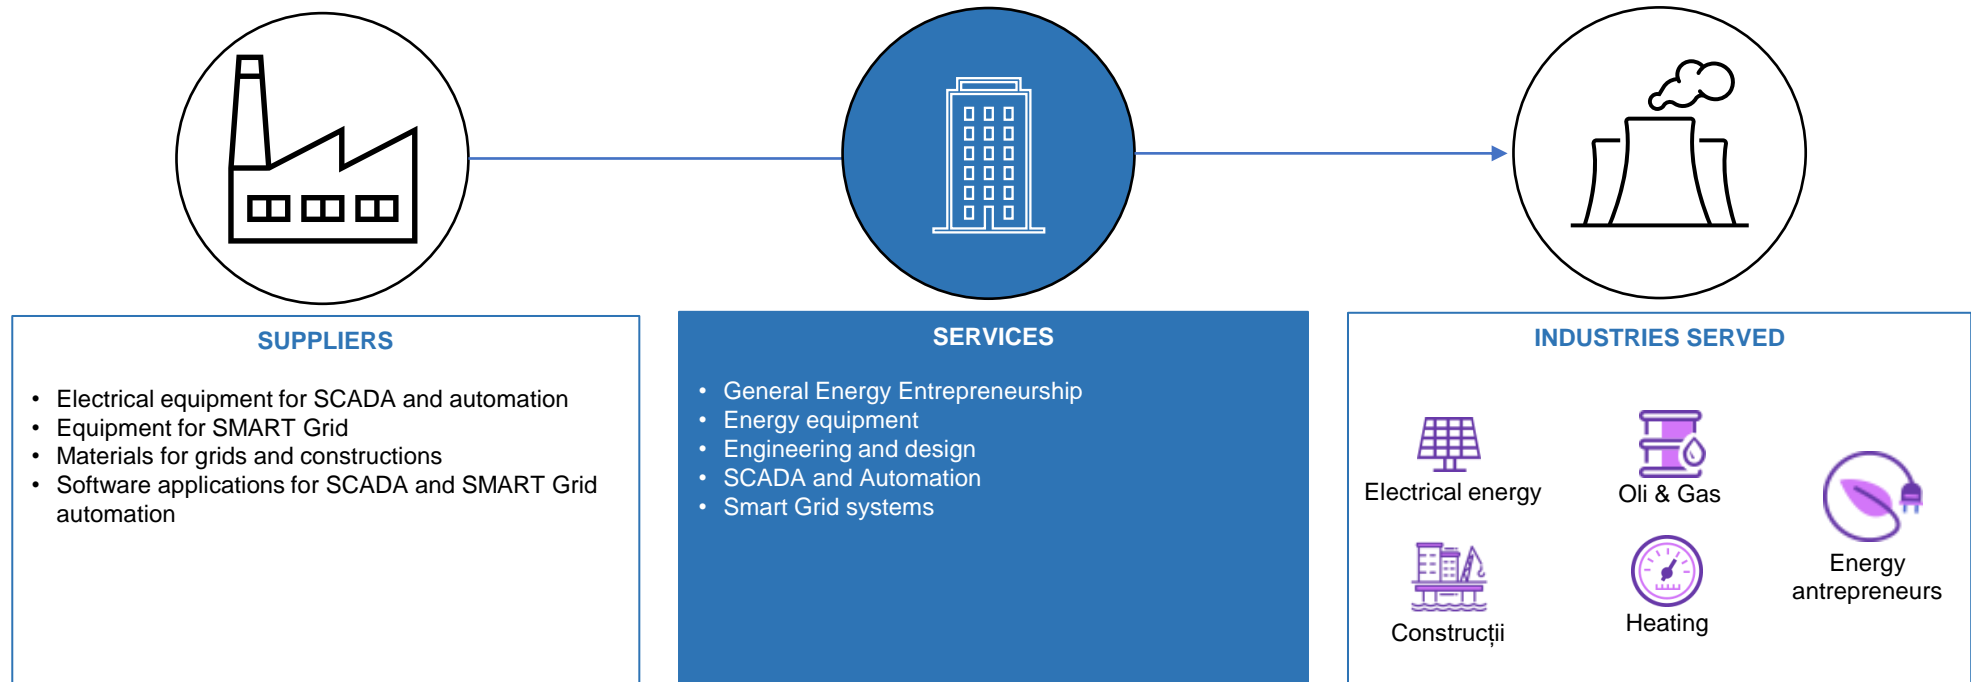 SUPPLIERS
• Electrical equipment for SCADA and automation
• Equipment for SMART Grid
• Materials for grids and constructions
• Software applications for SCADA and SMART Grid
automation
SERVICES
• General Energy Entrepreneurship
• Energy equipment
• Engineering and design
• SCADA and Automation
• Smart Grid systems
INDUSTRIES SERVED
Electrical energy
Oli & Gas
Energy
antrepreneurs
Construcții
Heating